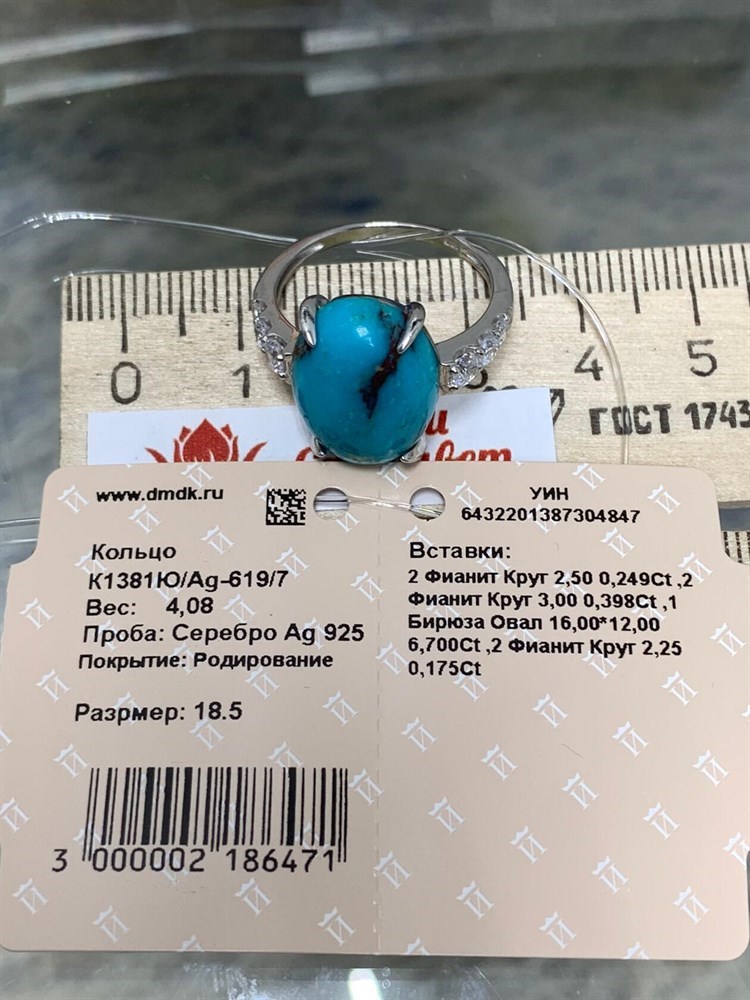 0 1 4 5
ГОСТ 1743
www.dmdk.ru
Кольцо
К1381Ю/Ag-619/7
Вес: 4,08
Проба: Серебро Ag 925
Покрытие: Родирование
Разрмер: 18.5
3 000002 186471
УИН
6432201387304847
Вставки:
2 Фианит Круг 2,50 0,249Ct ,2
Фианит Круг 3,00 0,398Ct ,1
Бирюза Овал 16,00*12,00
6,700Ct ,2 Фианит Круг 2,25
0,175Ct